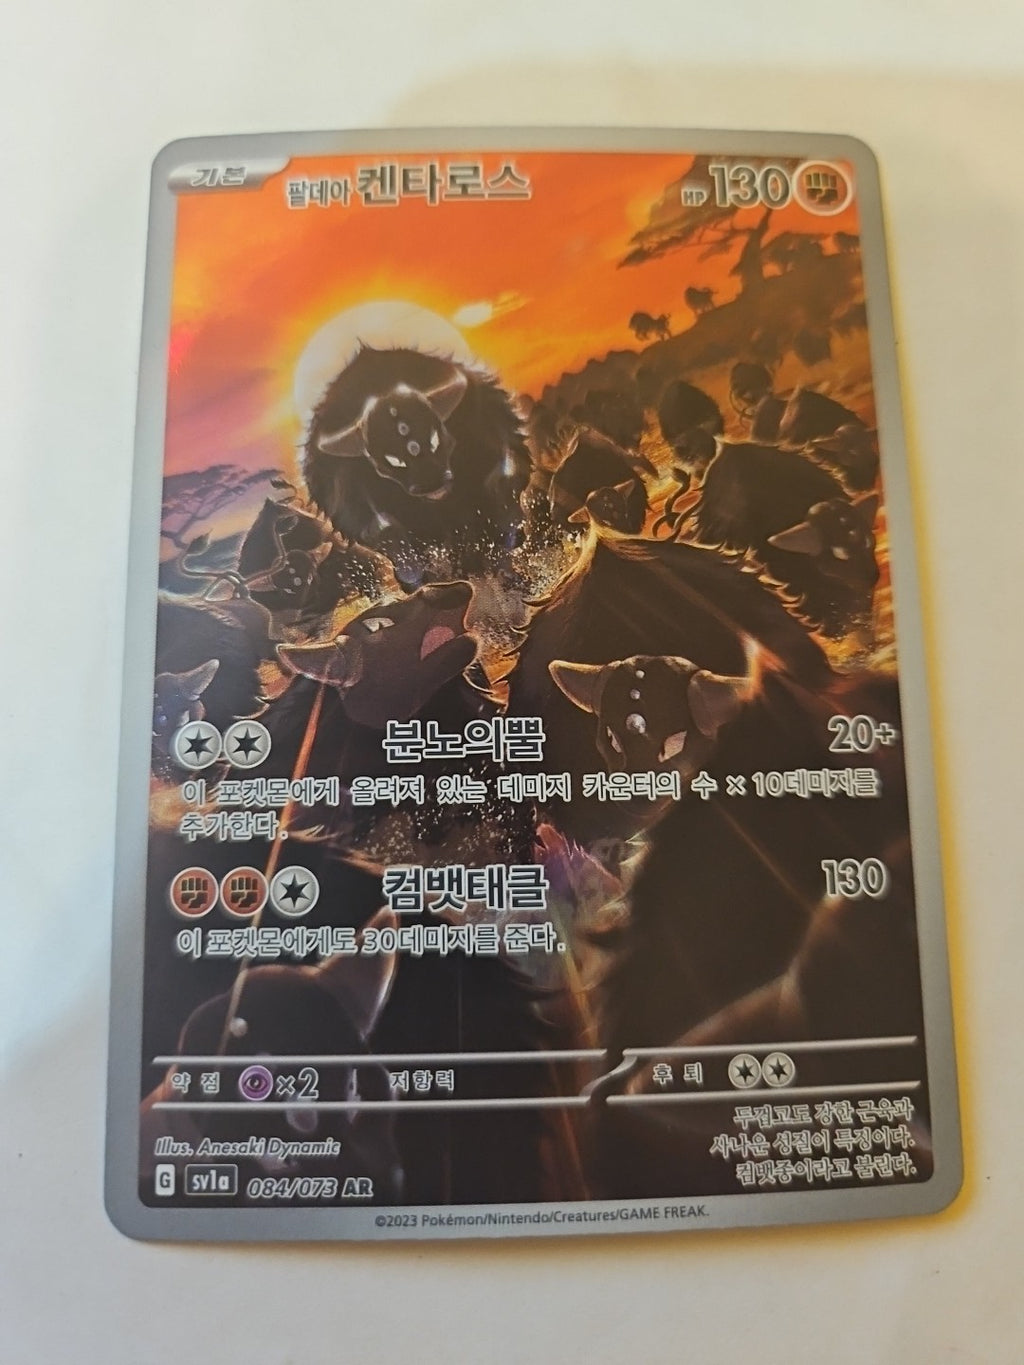 기본
팔데아 켄타로스
HP 130
분노의뿔 20+
이 포켓몬에게 올려져 있는 데미지 카운터의 수 × 10데미지를
추가한다.
컴뱃태클 130
이 포켓몬에게도 30데미지를 준다.
약점 ×2 저항력 후퇴
두껍고도 강한 근육과
사나운 성질이 특징이다.
컴뱃종이라고 불린다.
Illus. Anesaki Dynamic
G sv1a 084/073 AR
©2023 Pokémon/Nintendo/Creatures/GAME FREAK.